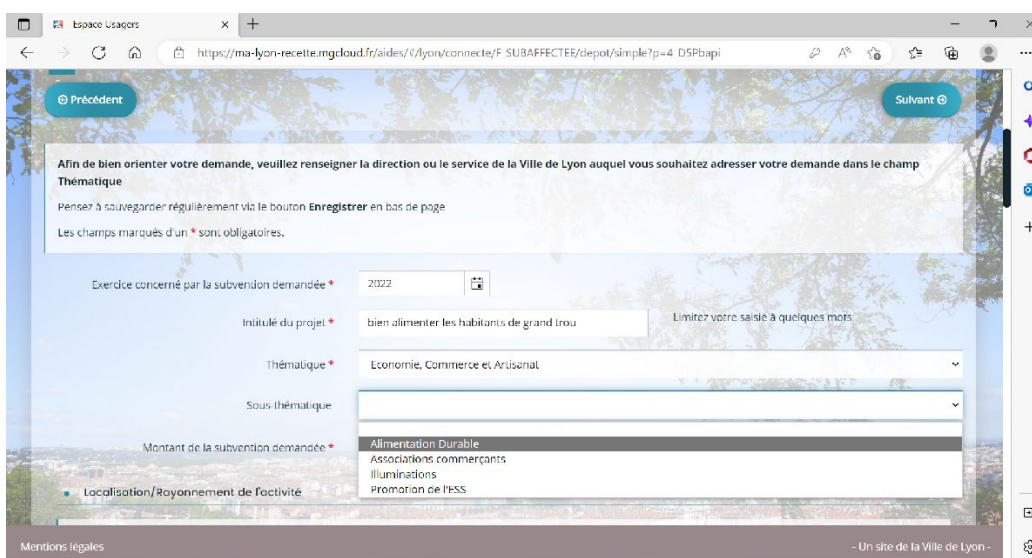 Espace Usagers
https://ma-lyon-recette.mgcloud.fr/aides/#/lyon/connecte/F_SUBAFFECTEE/depot/simple?p=4_D5Pbapi
Précédent
Suivant
Afin de bien orienter votre demande, veuillez renseigner la direction ou le service de la Ville de Lyon auquel vous souhaitez adresser votre demande dans le champ
Thématique
Pensez à sauvegarder régulièrement via le bouton Enregistrer en bas de page
Les champs marqués d'un * sont obligatoires.
Exercice concerné par la subvention demandée * 2022
Intitulé du projet * bien alimenter les habitants de grand trou Limitez votre saisie à quelques mots
Thématique * Economie, Commerce et Artisanat
Sous-thématique
Montant de la subvention demandée *
Alimentation Durable
Associations commerçants
Illuminations
Promotion de l'ESS
Localisation/Rayonnement de l'activité
Mentions légales - Un site de la Ville de Lyon -